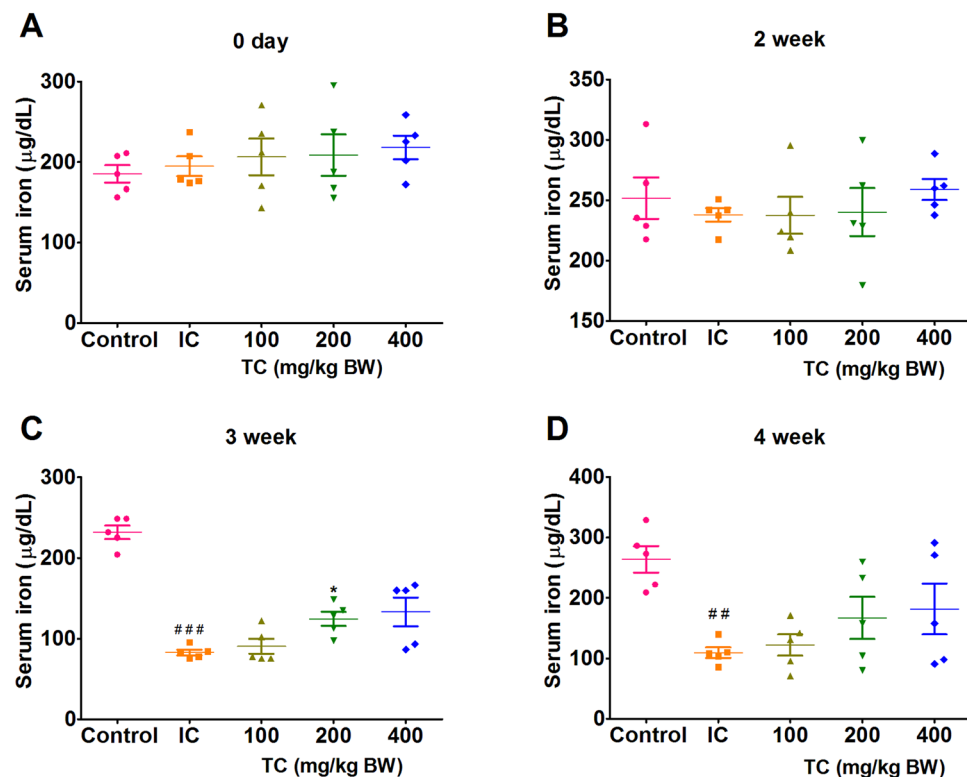 A
0 day
Serum iron (μg/dL)
300
200
100
0
Control IC 100 200 400
TC (mg/kg BW)
B
2 week
Serum iron (μg/dL)
350
300
250
200
150
Control IC 100 200 400
TC (mg/kg BW)
C
3 week
Serum iron (μg/dL)
300
200
100
0
###
*
Control IC 100 200 400
TC (mg/kg BW)
D
4 week
Serum iron (μg/dL)
400
300
200
100
0
##
Control IC 100 200 400
TC (mg/kg BW)